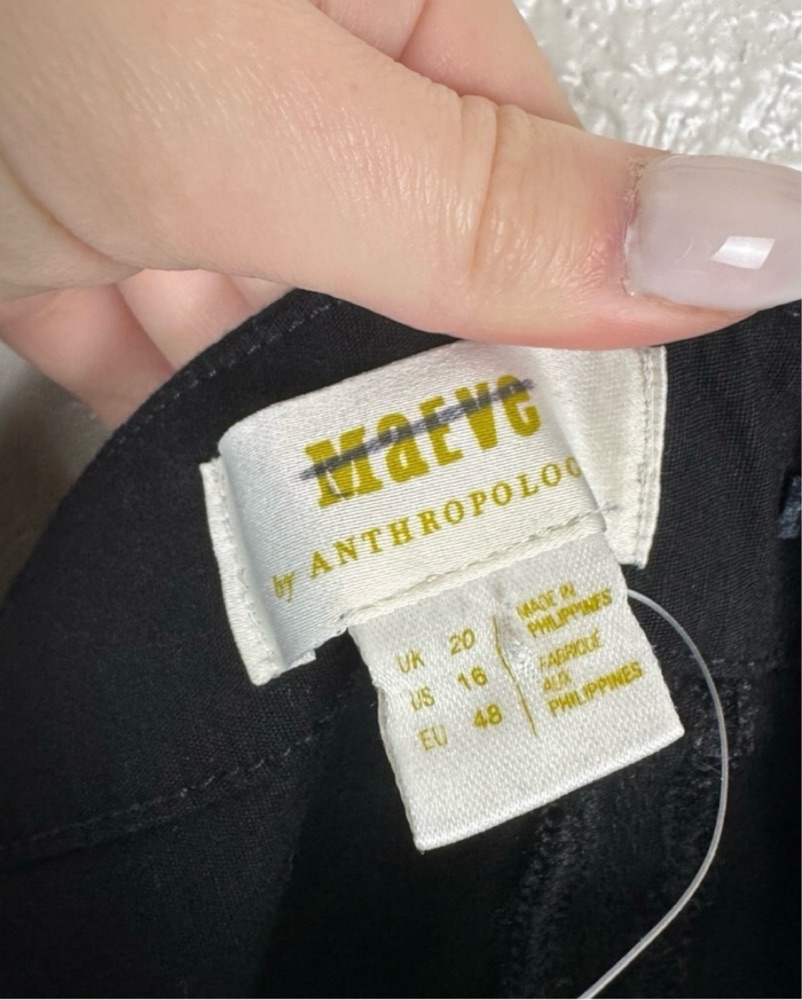 MaEVe
by ANTHROPOLOG
UK 20
US 16
EU 48
MADE IN
PHILIPPINES
FABRIQUÉ
AUX
PHILIPPINES